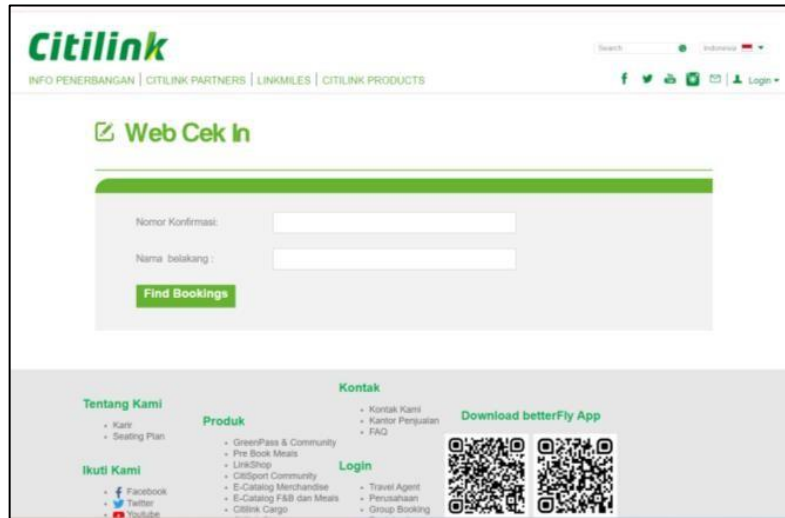 Citilink
Search
Indonesia
INFO PENERBANGAN | CITILINK PARTNERS | LINKMILES | CITILINK PRODUCTS
Login
Web Cek In
Nomor Konfirmasi:
Nama belakang :
Find Bookings
Tentang Kami
Karir
Seating Plan
Ikuti Kami
Facebook
Twitter
Youtube
Produk
GreenPass & Community
Pre Book Meals
LinkShop
CitiSport Community
E-Catalog Merchandise
E-Catalog F&B dan Meals
Citilink Cargo
Kontak
Kontak Kami
Kantor Penjualan
FAQ
Login
Travel Agent
Perusahaan
Group Booking
Download betterFly App